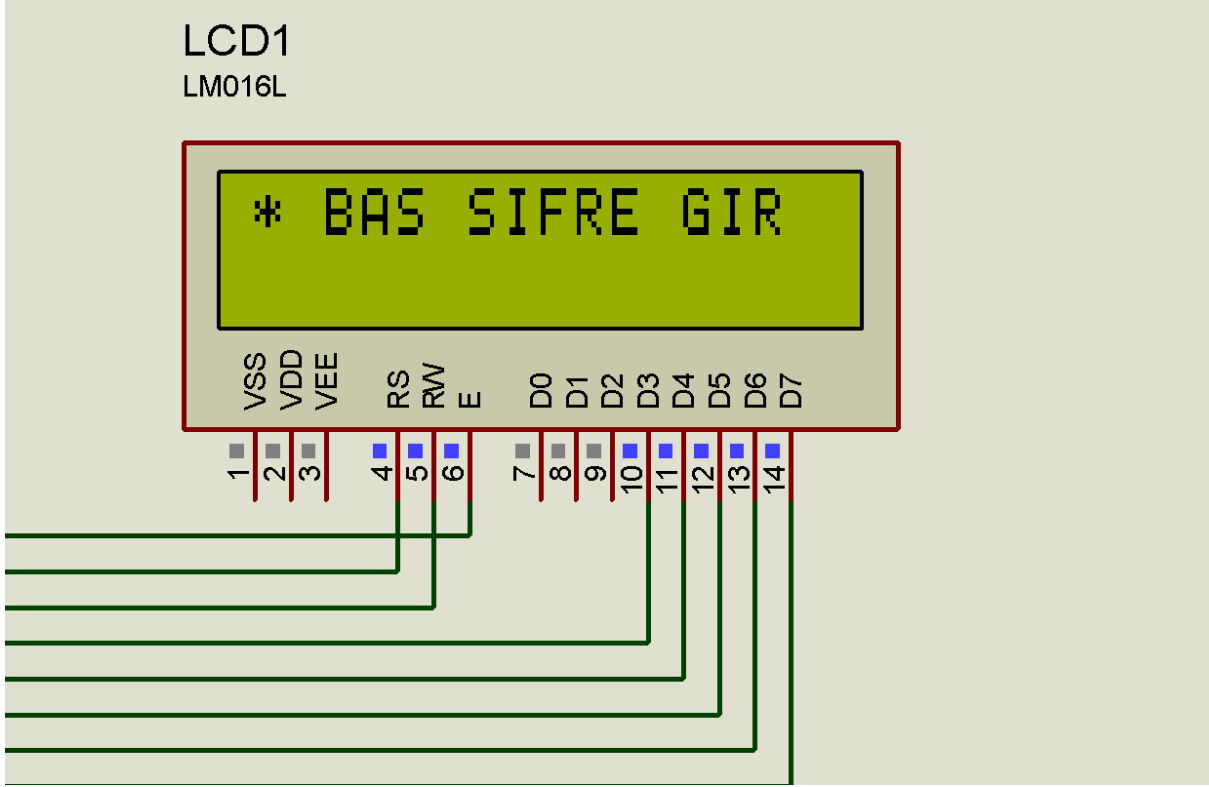 LCD1
LM016L
* BAS SIFRE GIR
VSS VDD VEE RS RW E D0 D1 D2 D3 D4 D5 D6 D7
1 2 3 4 5 6 7 8 9 10 11 12 13 14